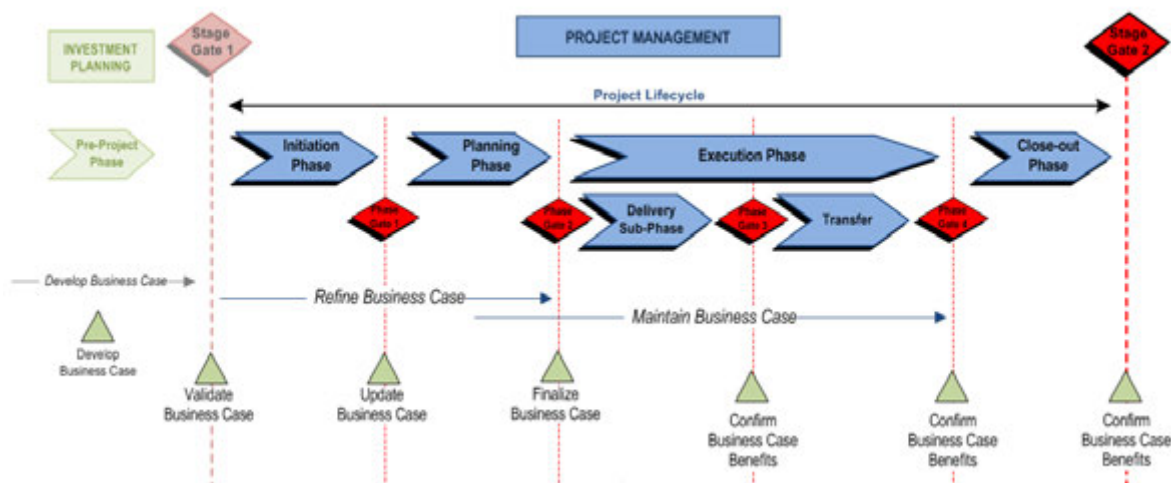 INVESTMENT
PLANNING
Stage
Gate 1
PROJECT MANAGEMENT
Stage
Gate 2
Project Lifecycle
Pre-Project
Phase
Initiation
Phase
Planning
Phase
Execution Phase
Close-out
Phase
Phase
Gate 1
Phase
Gate 2
Delivery
Sub-Phase
Phase
Gate 3
Transfer
Phase
Gate 4
Develop Business Case
Refine Business Case
Maintain Business Case
Develop
Business Case
Validate
Business Case
Update
Business Case
Finalize
Business Case
Confirm
Business Case
Benefits
Confirm
Business Case
Benefits
Confirm
Business Case
Benefits